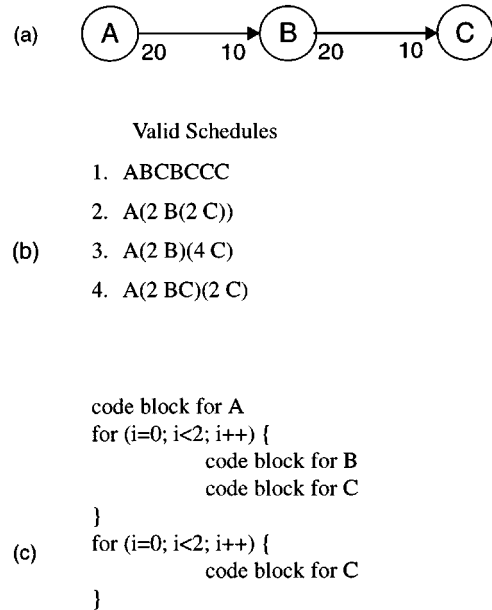 (a) A B C
20 10 20 10
Valid Schedules
1. ABCBCCC
2. A(2 B(2 C))
(b) 3. A(2 B)(4 C)
4. A(2 BC)(2 C)
code block for A
for (i=0; i<2; i++) {
code block for B
code block for C
}
(c) for (i=0; i<2; i++) {
code block for C
}